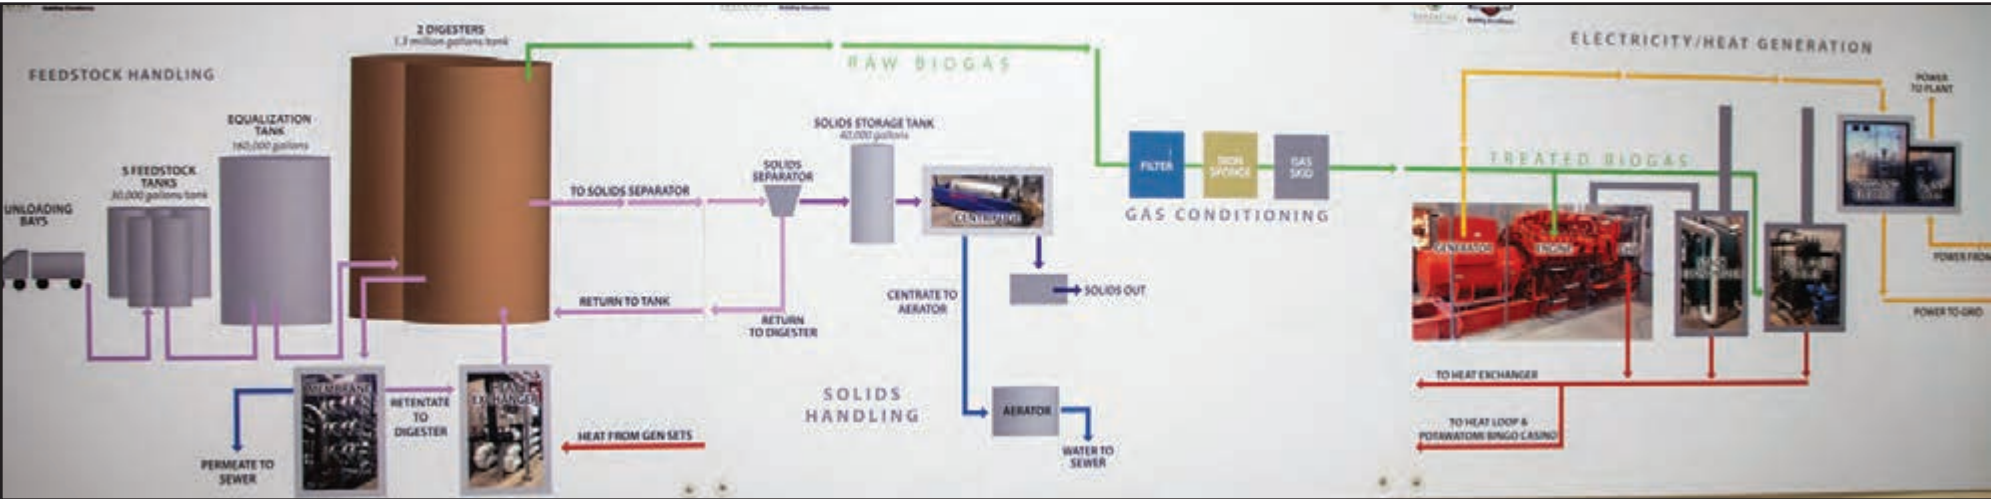 2 DIGESTERS
1.3 million gallons tank
FEEDSTOCK HANDLING
EQUALIZATION
TANK
160,000 gallons
5 FEEDSTOCK
TANKS
30,000 gallons tank
UNLOADING
BAYS
MEMBRANE
RETENTATE
TO
DIGESTER
HEAT
EXCHANGER
PERMEATE TO
SEWER
HEAT FROM GEN SETS
RAW BIOGAS
SOLIDS STORAGE TANK
40,000 gallons
SOLIDS
SEPARATOR
TO SOLIDS SEPARATOR
CENTRIFUGE
RETURN TO TANK
RETURN
TO DIGESTER
CENTRATE TO
AERATOR
SOLIDS OUT
SOLIDS
HANDLING
AERATOR
WATER TO
SEWER
FILTER
IRON
SPONGE
GAS
SKID
GAS CONDITIONING
ELECTRICITY/HEAT GENERATION
POWER
TO PLANT
TREATED BIOGAS
GENERATOR
ENGINE
POWER FROM
POWER TO GRID
TO HEAT EXCHANGER
TO HEAT LOOP &
POTAWATOMI BINGO CASINO